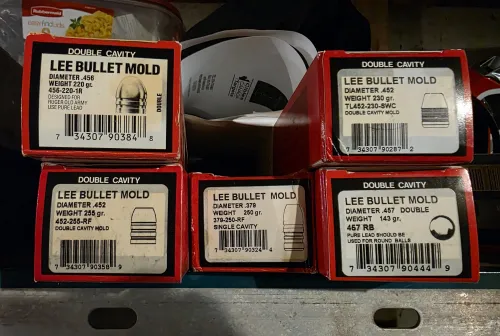 Rubbermaid
DOUBLE CAVITY
LEE BULLET MOLD
DIAMETER .456
WEIGHT 220 gr.
456-220-1R
DESIGNED FOR
RUGER OLD ARMY
USE PURE LEAD
DOUBLE
7 34307 90384 8
DOUBLE CAVITY
LEE BULLET MOLD
DIAMETER .452
WEIGHT 230 gr.
TL452-230-SWC
DOUBLE CAVITY MOLD
7 34307 90287 2
DOUBLE CAVITY
LEE BULLET MOLD
DIAMETER .452
WEIGHT 255 gr.
452-255-RF
DOUBLE CAVITY MOLD
7 34307 90358 9
LEE BULLET MOLD
DIAMETER .379
WEIGHT 250 gr.
379-250-RF
SINGLE CAVITY
7 34307 90324 4
DOUBLE CAVITY
LEE BULLET MOLD
DIAMETER .457 DOUBLE
WEIGHT 143 gr.
457 RB
PURE LEAD SHOULD BE
USED FOR ROUND BALLS
7 34307 90444 9